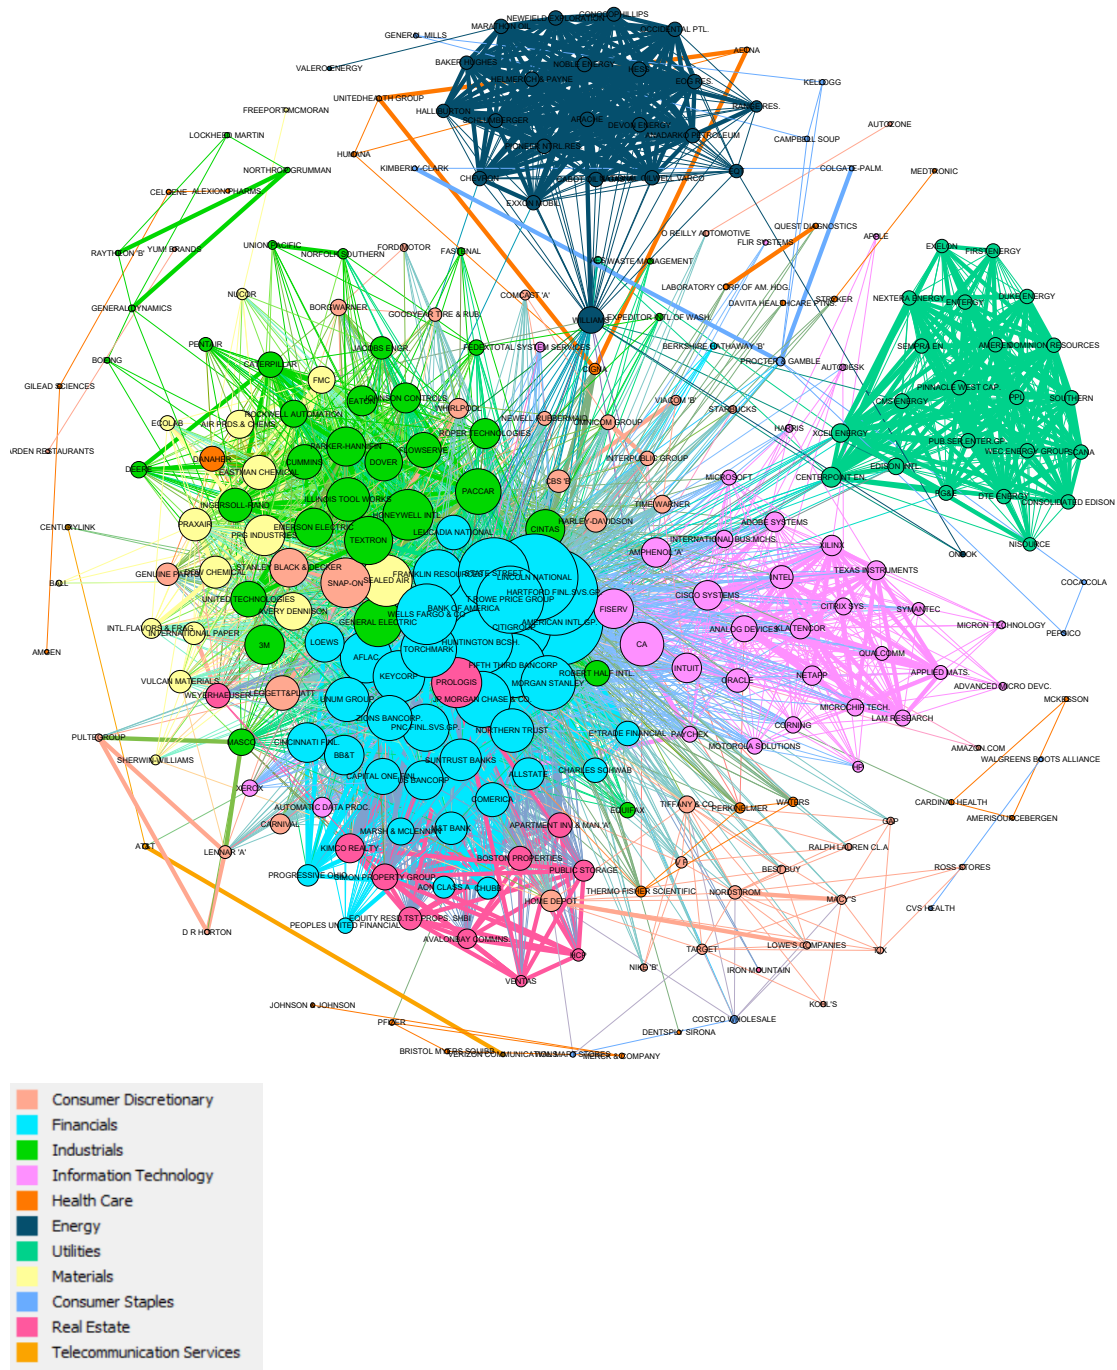 CONOCOPHILLIPS
NEWFIELD EXPLORATION
MARATHON OIL
OCCIDENTAL PTL.
GENERAL MILLS
AETNA
BAKER HUGHES
NOBLE ENERGY
HESS
VALERO ENERGY
HELMERICH & PAYNE
EOG RES.
KELLOGG
UNITEDHEALTH GROUP
FREEPORT-MCMORAN
HALLIBURTON
RANGE RES.
SCHLUMBERGER
APACHE
DEVON ENERGY
AUTOZONE
LOCKHEED MARTIN
ANADARKO PETROLEUM
CAMPBELL SOUP
PIONEER NTRL.RES.
HUMANA
NORTHROP GRUMMAN
KIMBERLY-CLARK
COLGATE-PALM.
MEDTRONIC
CHEVRON
CABOT OIL & GAS 'A'
EQT
CELGENE
ALEXION PHARMS.
EXXON MOBIL
QUEST DIAGNOSTICS
O REILLY AUTOMOTIVE
APPLE
FLIR SYSTEMS
UNION PACIFIC
FORD MOTOR
FASTENAL
YUM! BRANDS
RAYTHEON 'B'
NORFOLK SOUTHERN
AES
WASTE MANAGEMENT
EXELON
FIRSTENERGY
LABORATORY CORP.OF AM. HDG.
NUCOR
COMCAST 'A'
STRYKER
DAVITA HEALTHCARE PTNS.
NEXTERA ENERGY
ENTERGY
DUKE ENERGY
GENERAL DYNAMICS
BORGWARNER
GOODYEAR TIRE & RUB.
WILLIAMS
EXPEDITOR INTL.OF WASH.
PENTAIR
JACOBS ENGR.
FEDEX
TOTAL SYSTEM SERVICES
BERKSHIRE HATHAWAY 'B'
SEMPRA EN.
AMEREN
DOMINION RESOURCES
BOEING
CATERPILLAR
CIGNA
PROCTER & GAMBLE
AUTODESK
GILEAD SCIENCES
FMC
EATON
JOHNSON CONTROLS
PINNACLE WEST CAP.
PPL
SOUTHERN
CMS ENERGY
WHIRLPOOL
VIACOM 'B'
STARBUCKS
ROCKWELL AUTOMATION
AIR PRDS.& CHEMS.
NEWELL RUBBERMAID
OMNICOM GROUP
ECOLAB
HARRIS
XCEL ENERGY
PUB.SER.ENTER.GP.
ROPER TECHNOLOGIES
PARKER-HANNIFIN
FLOWSERVE
DARDEN RESTAURANTS
DANAHER
INTERPUBLIC GROUP
WEC ENERGY GROUP
SCANA
DEERE
EASTMAN CHEMICAL
CUMMINS
DOVER
EDISON INTL.
CENTERPOINT EN.
MICROSOFT
CBS 'B'
PG&E
DTE ENERGY
CONSOLIDATED EDISON
INGERSOLL-RAND
ILLINOIS TOOL WORKS
PACCAR
TIME WARNER
HONEYWELL INTL.
HARLEY-DAVIDSON
ADOBE SYSTEMS
CENTURYLINK
PRAXAIR
EMERSON ELECTRIC
PPG INDUSTRIES
TEXTRON
LEUCADIA NATIONAL
CINTAS
INTERNATIONAL BUS.MCHS.
XILINX
NISOURCE
AMPHENOL 'A'
ONEOK
BALL
GENUINE PARTS
DOW CHEMICAL
STANLEY BLACK & DECKER
SNAP-ON
SEALED AIR
FRANKLIN RESOURCES
STATE STREET
LINCOLN NATIONAL
HARTFORD FINL.SVS.GP.
CISCO SYSTEMS
INTEL
TEXAS INSTRUMENTS
COCA COLA
UNITED TECHNOLOGIES
AVERY DENNISON
BANK OF AMERICA
T ROWE PRICE GROUP
FISERV
CITRIX SYS.
SYMANTEC
WELLS FARGO & CO
GENERAL ELECTRIC
CITIGROUP
AMERICAN INTL.GP.
ANALOG DEVICES
KLA TENCOR
MICRON TECHNOLOGY
PEPSICO
INTL.FLAVORS & FRAG.
INTERNATIONAL PAPER
3M
LOEWS
HUNTINGTON BCSH.
TORCHMARK
CA
AMGEN
AFLAC
QUALCOMM
FIFTH THIRD BANCORP
INTUIT
NETAPP
APPLIED MATS.
VULCAN MATERIALS
KEYCORP
PROLOGIS
ROBERT HALF INTL.
ORACLE
MORGAN STANLEY
ADVANCED MICRO DEVC.
WEYERHAEUSER
LEGGETT&PLATT
UNUM GROUP
JP MORGAN CHASE & CO.
MICROCHIP TECH.
MCKESSON
LAM RESEARCH
ZIONS BANCORP.
PNC FINL.SVS.GP.
NORTHERN TRUST
E*TRADE FINANCIAL
PAYCHEX
CORNING
PULTEGROUP
MASCO
CINCINNATI FINL.
BB&T
MOTOROLA SOLUTIONS
AMAZON.COM
SHERWIN-WILLIAMS
SUNTRUST BANKS
WALGREENS BOOTS ALLIANCE
CAPITAL ONE FINL.
US BANCORP
ALLSTATE
CHARLES SCHWAB
HP
XEROX
COMERICA
AUTOMATIC DATA PROC.
TIFFANY & CO
PERKINELMER
WATERS
CARDINAL HEALTH
EQUIFAX
AMERISOURCEBERGEN
CARNIVAL
MARSH & MCLENNAN
M&T BANK
APARTMENT INV.& MAN.'A'
GAP
AT&T
LENNAR 'A'
KIMCO REALTY
RALPH LAUREN CL.A
BOSTON PROPERTIES
V F
BEST BUY
ROSS STORES
PROGRESSIVE OHIO
SIMON PROPERTY GROUP
PUBLIC STORAGE
AON CLASS A
CHUBB
THERMO FISHER SCIENTIFIC
NORDSTROM
HOME DEPOT
MACY'S
CVS HEALTH
EQUITY RESD.TST.PROPS. SHBI
PEOPLES UNITED FINANCIAL
D R HORTON
AVALONBAY COMMNS.
LOWE'S COMPANIES
TARGET
TJX
HCP
NIKE 'B'
IRON MOUNTAIN
VENTAS
JOHNSON & JOHNSON
KOHL'S
PFIZER
COSTCO WHOLESALE
DENTSPLY SIRONA
BRISTOL MYERS SQUIBB
VERIZON COMMUNICATIONS
WAL MART STORES
MERCK & COMPANY
Consumer Discretionary
Financials
Industrials
Information Technology
Health Care
Energy
Utilities
Materials
Consumer Staples
Real Estate
Telecommunication Services